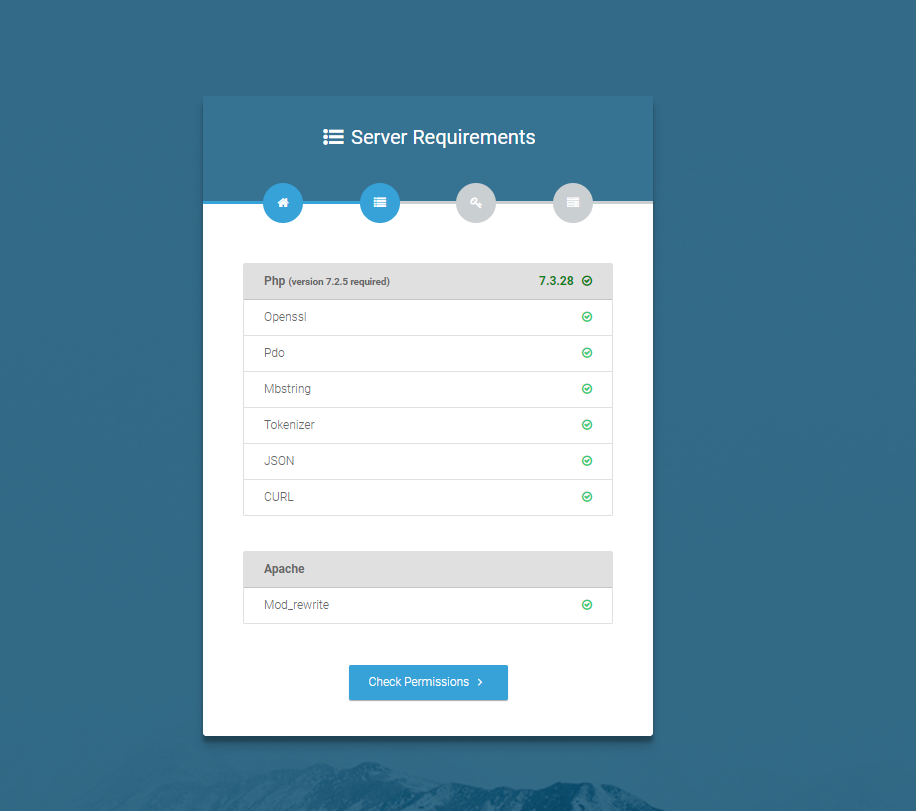 Server Requirements
Php (version 7.2.5 required) 7.3.28
Openssl
Pdo
Mbstring
Tokenizer
JSON
CURL
Apache
Mod_rewrite
Check Permissions